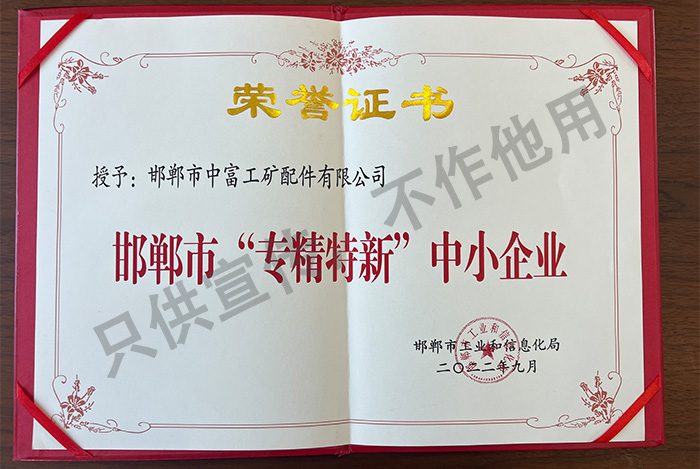 荣誉证书
授予：邯郸市中富工矿配件有限公司
邯郸市“专精特新”中小企业
邯郸市工业和信息化局
二〇二二年九月
只供宣传 不作他用